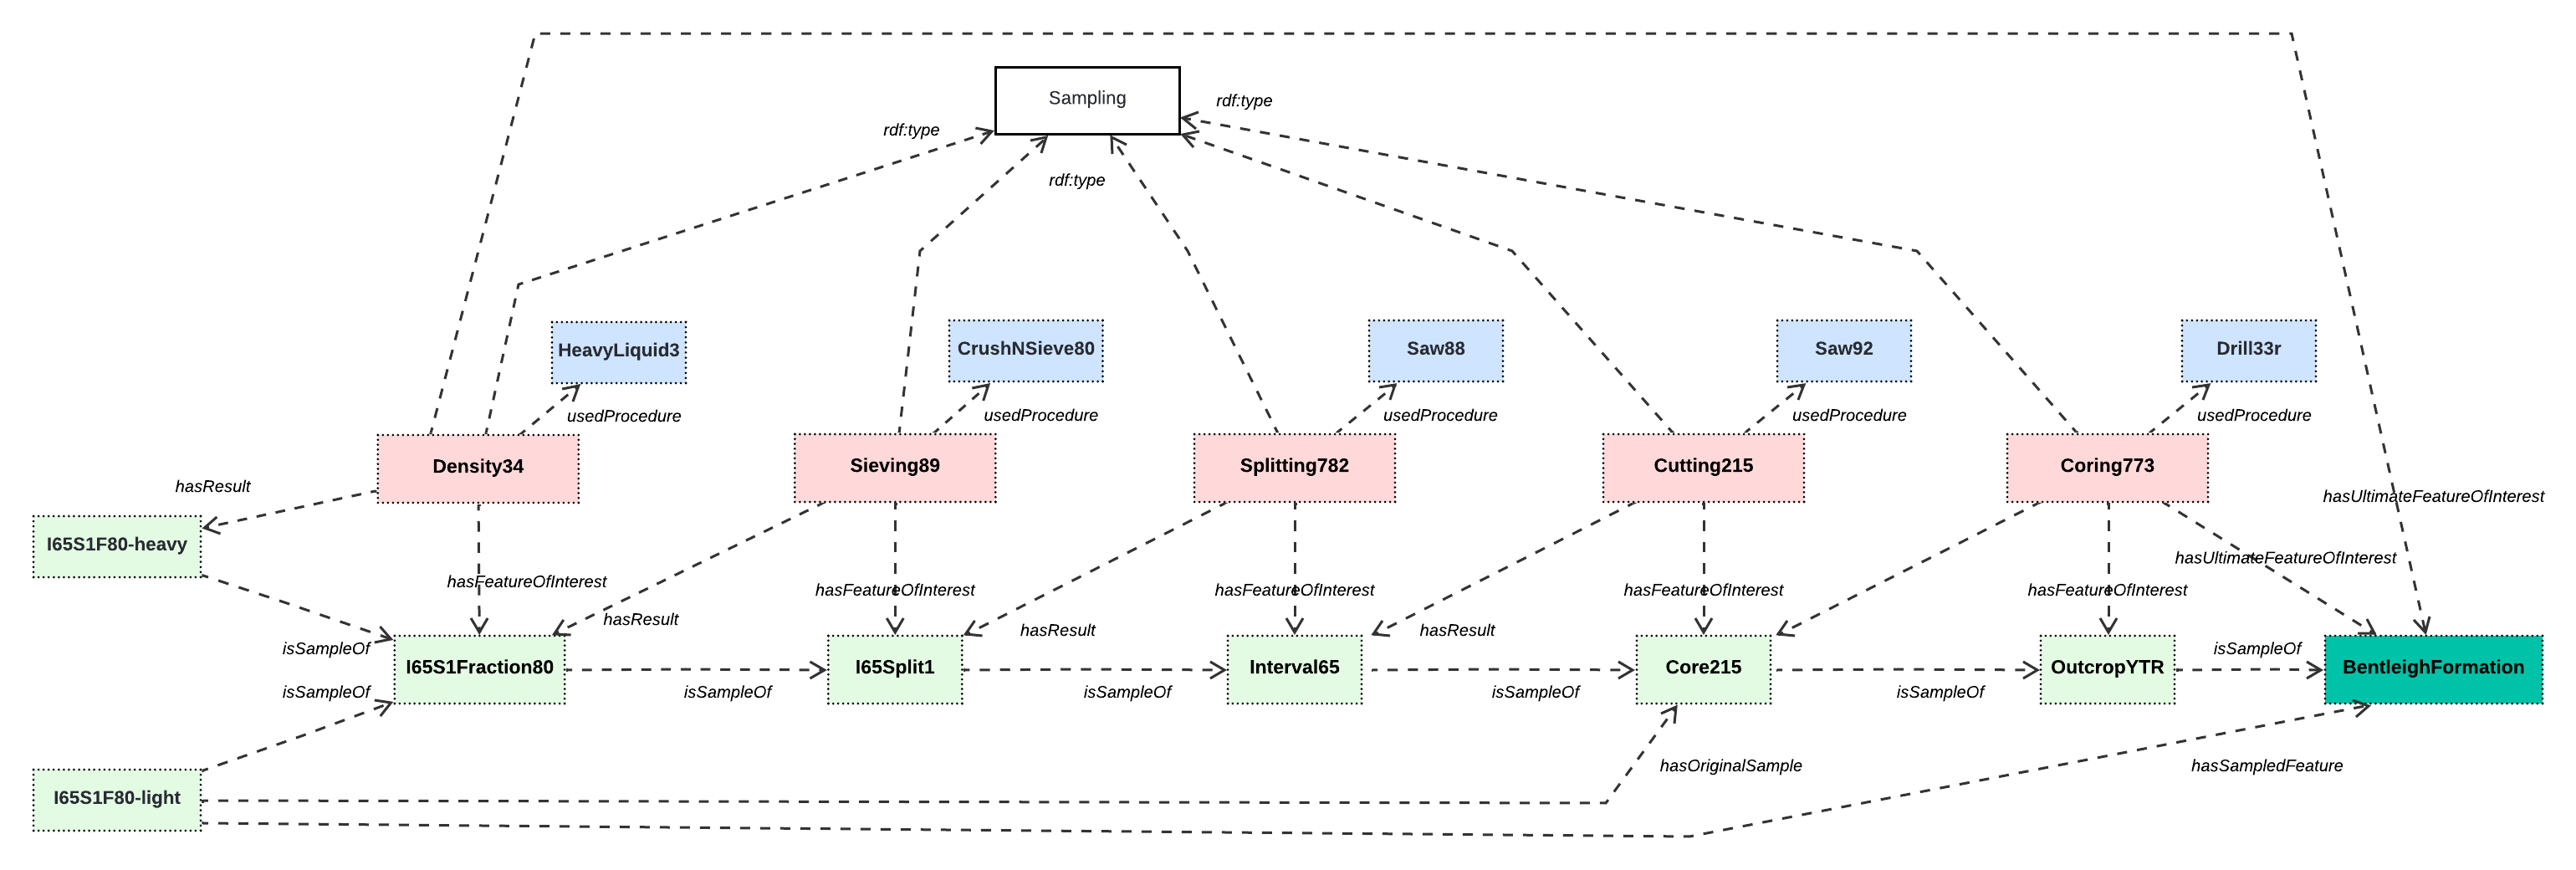 Sampling
rdf:type
rdf:type
rdf:type
HeavyLiquid3
CrushNSieve80
Saw88
Saw92
Drill33r
usedProcedure
usedProcedure
usedProcedure
usedProcedure
usedProcedure
Density34
Sieving89
Splitting782
Cutting215
Coring773
hasResult
hasUltimateFeatureOfInterest
I65S1F80-heavy
hasUltimateFeatureOfInterest
hasFeatureOfInterest
hasFeatureOfInterest
hasFeatureOfInterest
hasFeatureOfInterest
hasFeatureOfInterest
hasResult
hasResult
hasResult
isSampleOf
isSampleOf
I65S1Fraction80
I65Split1
Interval65
Core215
OutcropYTR
BentleighFormation
isSampleOf
isSampleOf
isSampleOf
isSampleOf
isSampleOf
hasOriginalSample
hasSampledFeature
I65S1F80-light